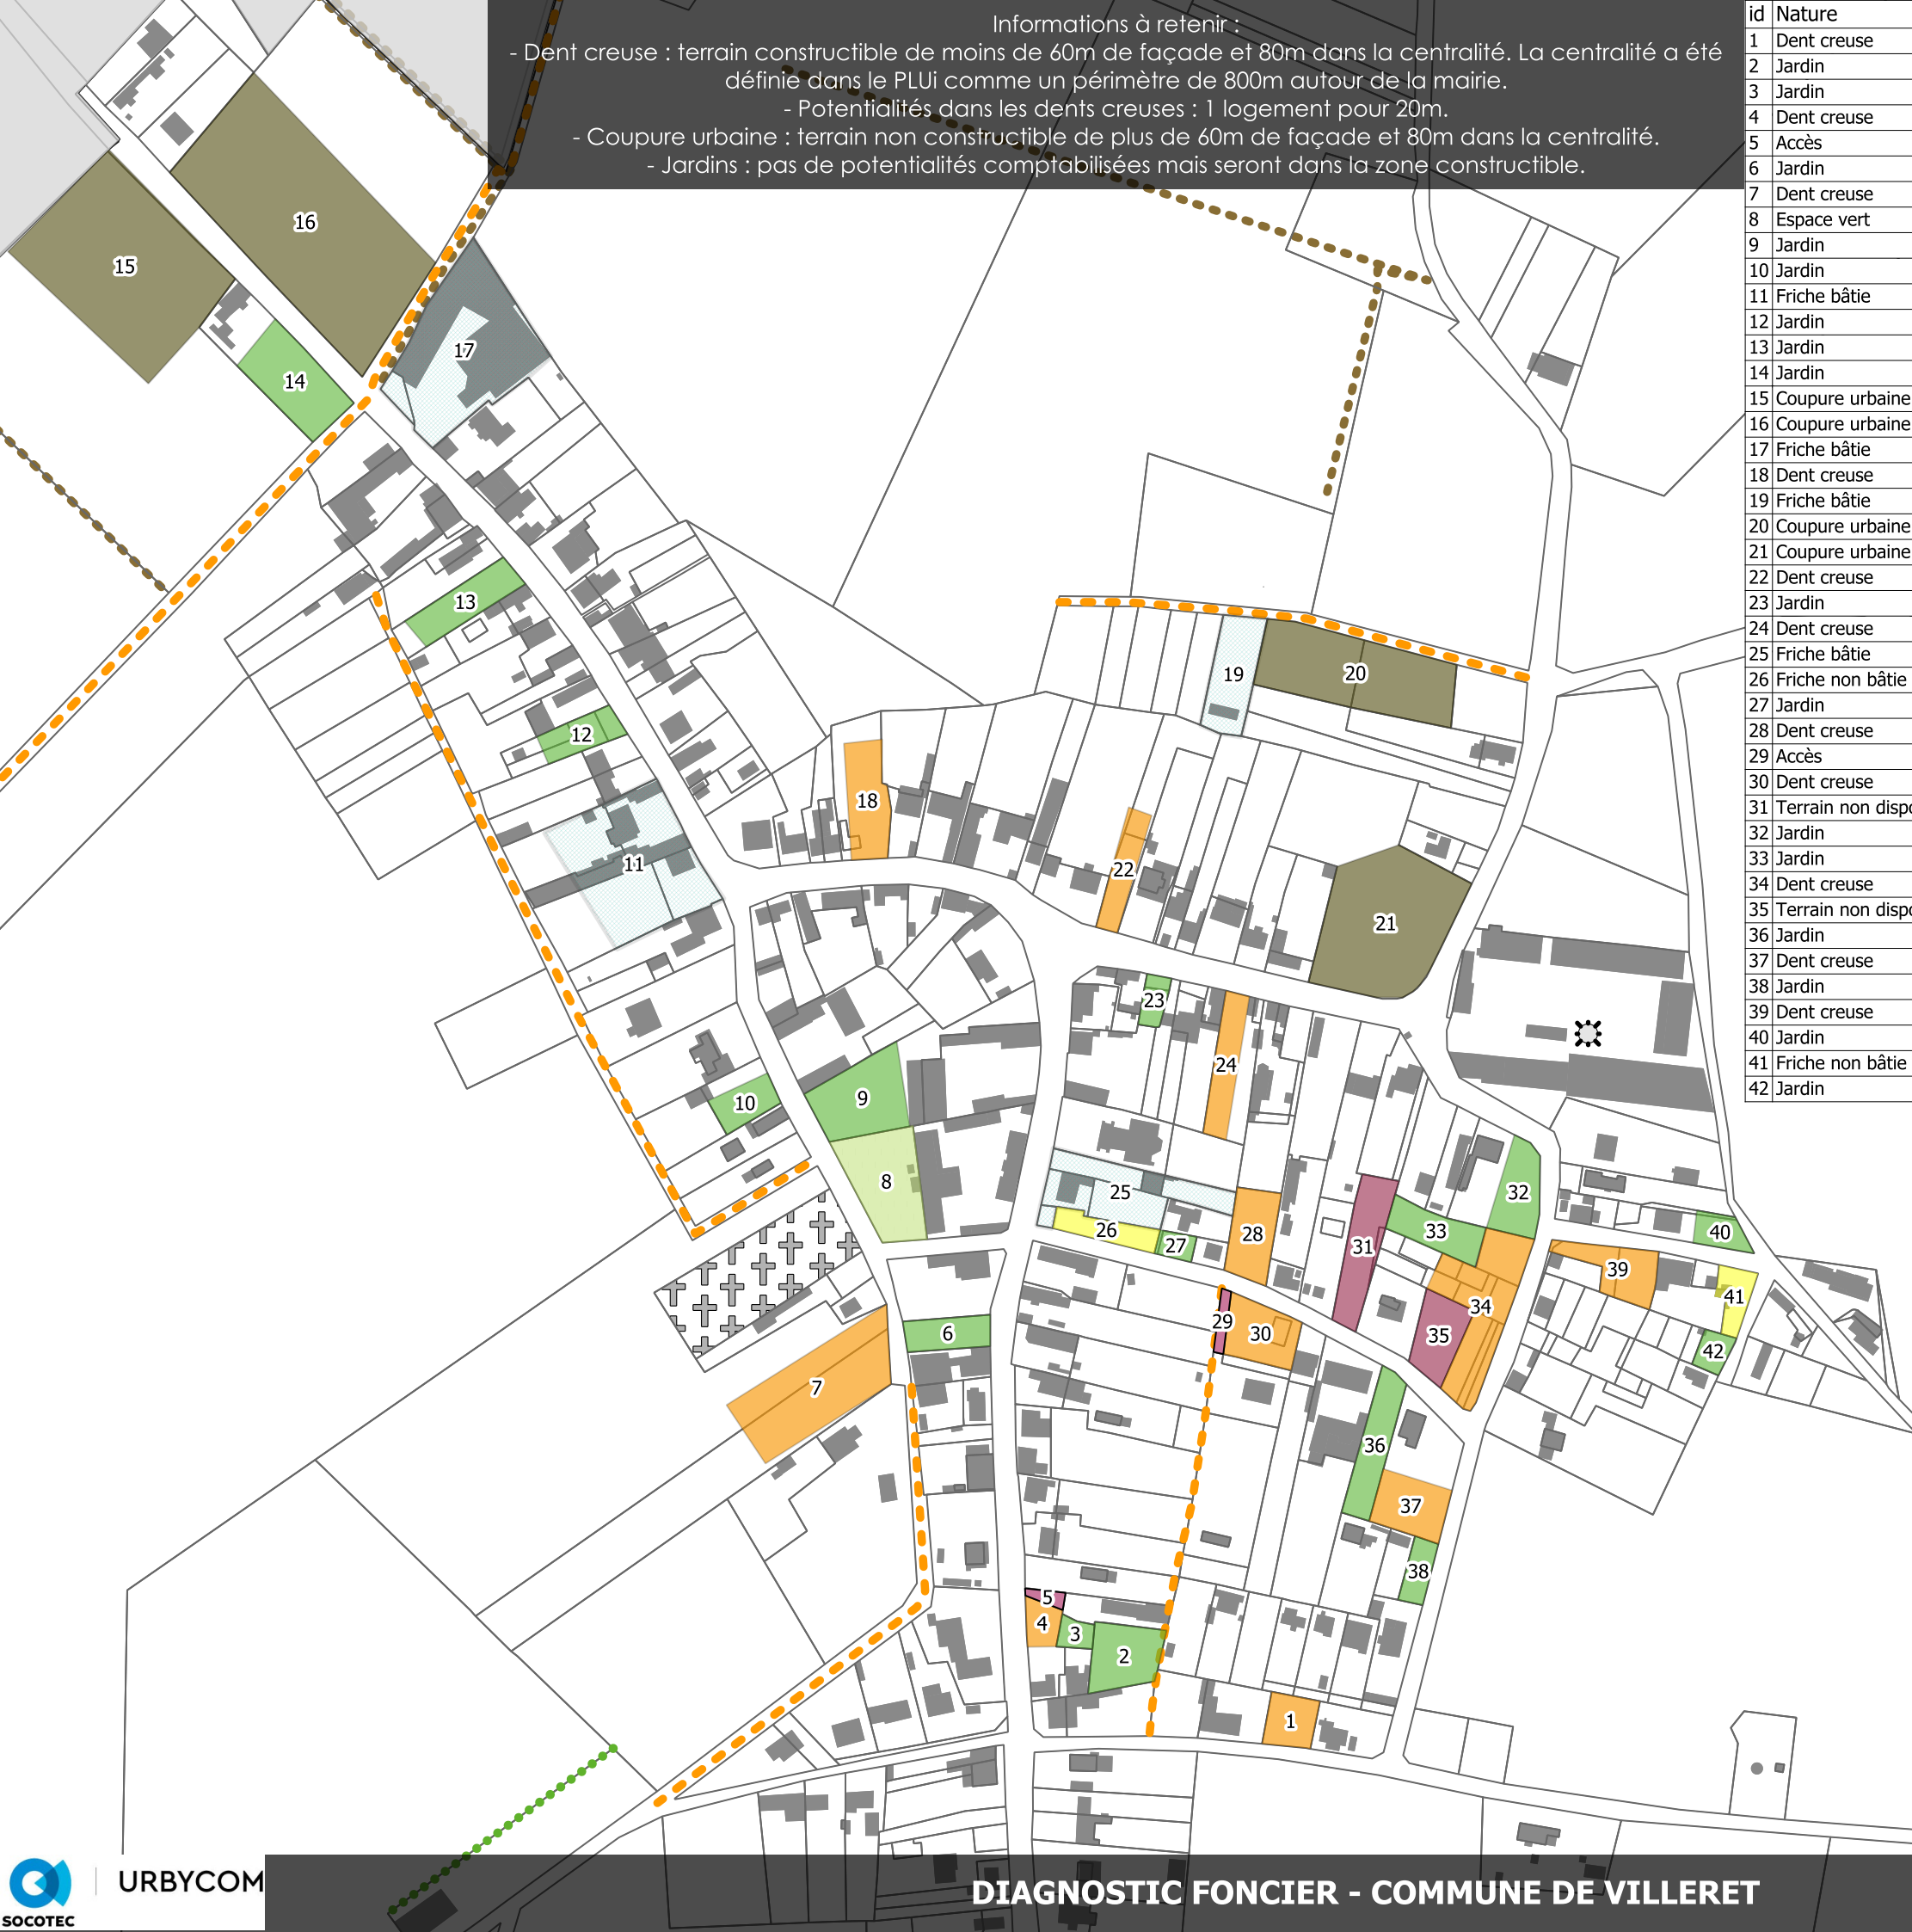 Informations à retenir :
- Dent creuse : terrain constructible de moins de 60m de façade et 80m dans la centralité. La centralité a été
définie dans le PLUi comme un périmètre de 800m autour de la mairie.
- Potentialités dans les dents creuses : 1 logement pour 20m.
- Coupure urbaine : terrain non constructible de plus de 60m de façade et 80m dans la centralité.
- Jardins : pas de potentialités comptabilisées mais seront dans la zone constructible.
id Nature
1 Dent creuse
2 Jardin
3 Jardin
4 Dent creuse
5 Accès
6 Jardin
7 Dent creuse
8 Espace vert
9 Jardin
10 Jardin
11 Friche bâtie
12 Jardin
13 Jardin
14 Jardin
15 Coupure urbaine
16 Coupure urbaine
17 Friche bâtie
18 Dent creuse
19 Friche bâtie
20 Coupure urbaine
21 Coupure urbaine
22 Dent creuse
23 Jardin
24 Dent creuse
25 Friche bâtie
26 Friche non bâtie
27 Jardin
28 Dent creuse
29 Accès
30 Dent creuse
31 Terrain non dispo
32 Jardin
33 Jardin
34 Dent creuse
35 Terrain non dispo
36 Jardin
37 Dent creuse
38 Jardin
39 Dent creuse
40 Jardin
41 Friche non bâtie
42 Jardin
16
15
17
14
13
19
20
12
18
11
22
21
23
24
9
10
8
25
32
26
27
28
33
31
40
39
41
34
29
30
35
6
42
7
36
37
38
5
4
3
2
1
SOCOTEC
URBYCOM
DIAGNOSTIC FONCIER - COMMUNE DE VILLERET